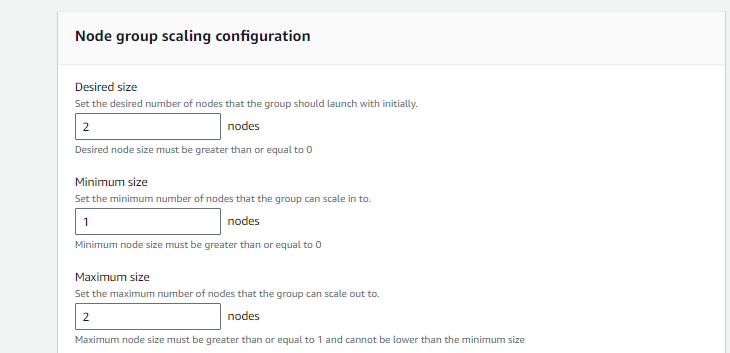 Node group scaling configuration
Desired size
Set the desired number of nodes that the group should launch with initially.
2 nodes
Desired node size must be greater than or equal to 0
Minimum size
Set the minimum number of nodes that the group can scale in to.
1 nodes
Minimum node size must be greater than or equal to 0
Maximum size
Set the maximum number of nodes that the group can scale out to.
2 nodes
Maximum node size must be greater than or equal to 1 and cannot be lower than the minimum size